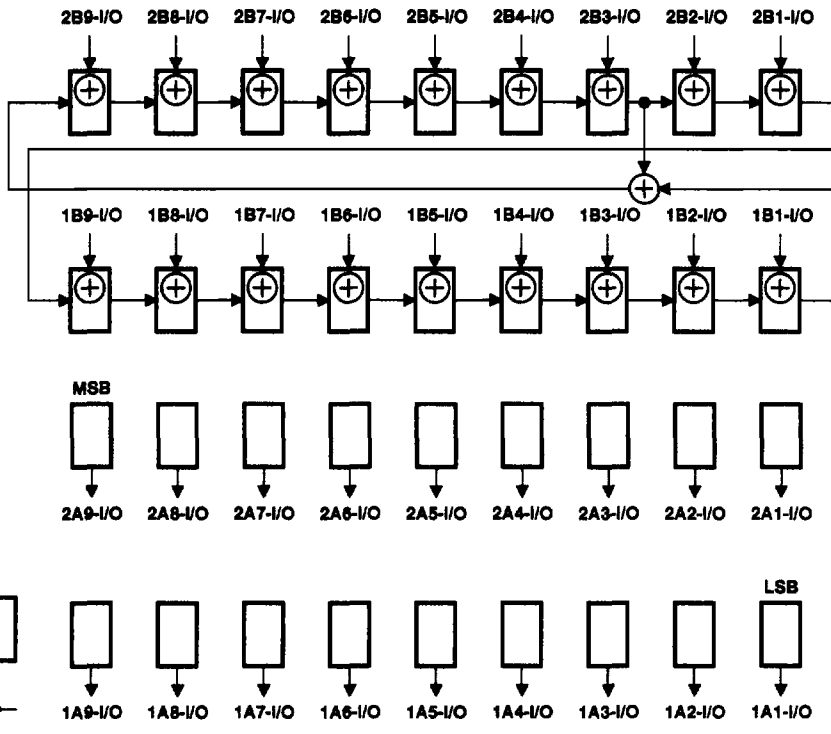 2B9-I/O 2B8-I/O 2B7-I/O 2B6-I/O 2B5-I/O 2B4-I/O 2B3-I/O 2B2-I/O 2B1-I/O
1B9-I/O 1B8-I/O 1B7-I/O 1B6-I/O 1B5-I/O 1B4-I/O 1B3-I/O 1B2-I/O 1B1-I/O
MSB
2A9-I/O 2A8-I/O 2A7-I/O 2A6-I/O 2A5-I/O 2A4-I/O 2A3-I/O 2A2-I/O 2A1-I/O
LSB
1A9-I/O 1A8-I/O 1A7-I/O 1A6-I/O 1A5-I/O 1A4-I/O 1A3-I/O 1A2-I/O 1A1-I/O